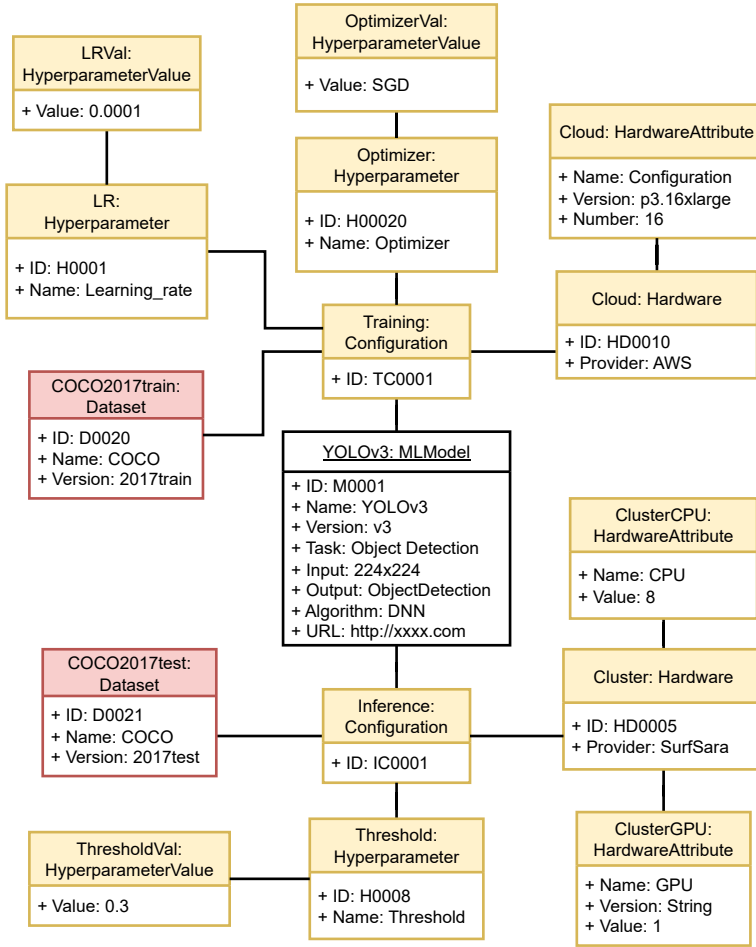 OptimizerVal:
HyperparameterValue
+ Value: SGD
LRVal:
HyperparameterValue
+ Value: 0.0001
Optimizer:
Hyperparameter
+ ID: H00020
+ Name: Optimizer
Cloud: HardwareAttribute
+ Name: Configuration
+ Version: p3.16xlarge
+ Number: 16
LR:
Hyperparameter
+ ID: H0001
+ Name: Learning_rate
Cloud: Hardware
+ ID: HD0010
+ Provider: AWS
Training:
Configuration
+ ID: TC0001
COCO2017train:
Dataset
+ ID: D0020
+ Name: COCO
+ Version: 2017train
YOLOv3: MLModel
+ ID: M0001
+ Name: YOLOv3
+ Version: v3
+ Task: Object Detection
+ Input: 224x224
+ Output: ObjectDetection
+ Algorithm: DNN
+ URL: http://xxxx.com
ClusterCPU:
HardwareAttribute
+ Name: CPU
+ Value: 8
COCO2017test:
Dataset
+ ID: D0021
+ Name: COCO
+ Version: 2017test
Inference:
Configuration
+ ID: IC0001
Cluster: Hardware
+ ID: HD0005
+ Provider: SurfSara
ThresholdVal:
HyperparameterValue
+ Value: 0.3
Threshold:
Hyperparameter
+ ID: H0008
+ Name: Threshold
ClusterGPU:
HardwareAttribute
+ Name: GPU
+ Version: String
+ Value: 1